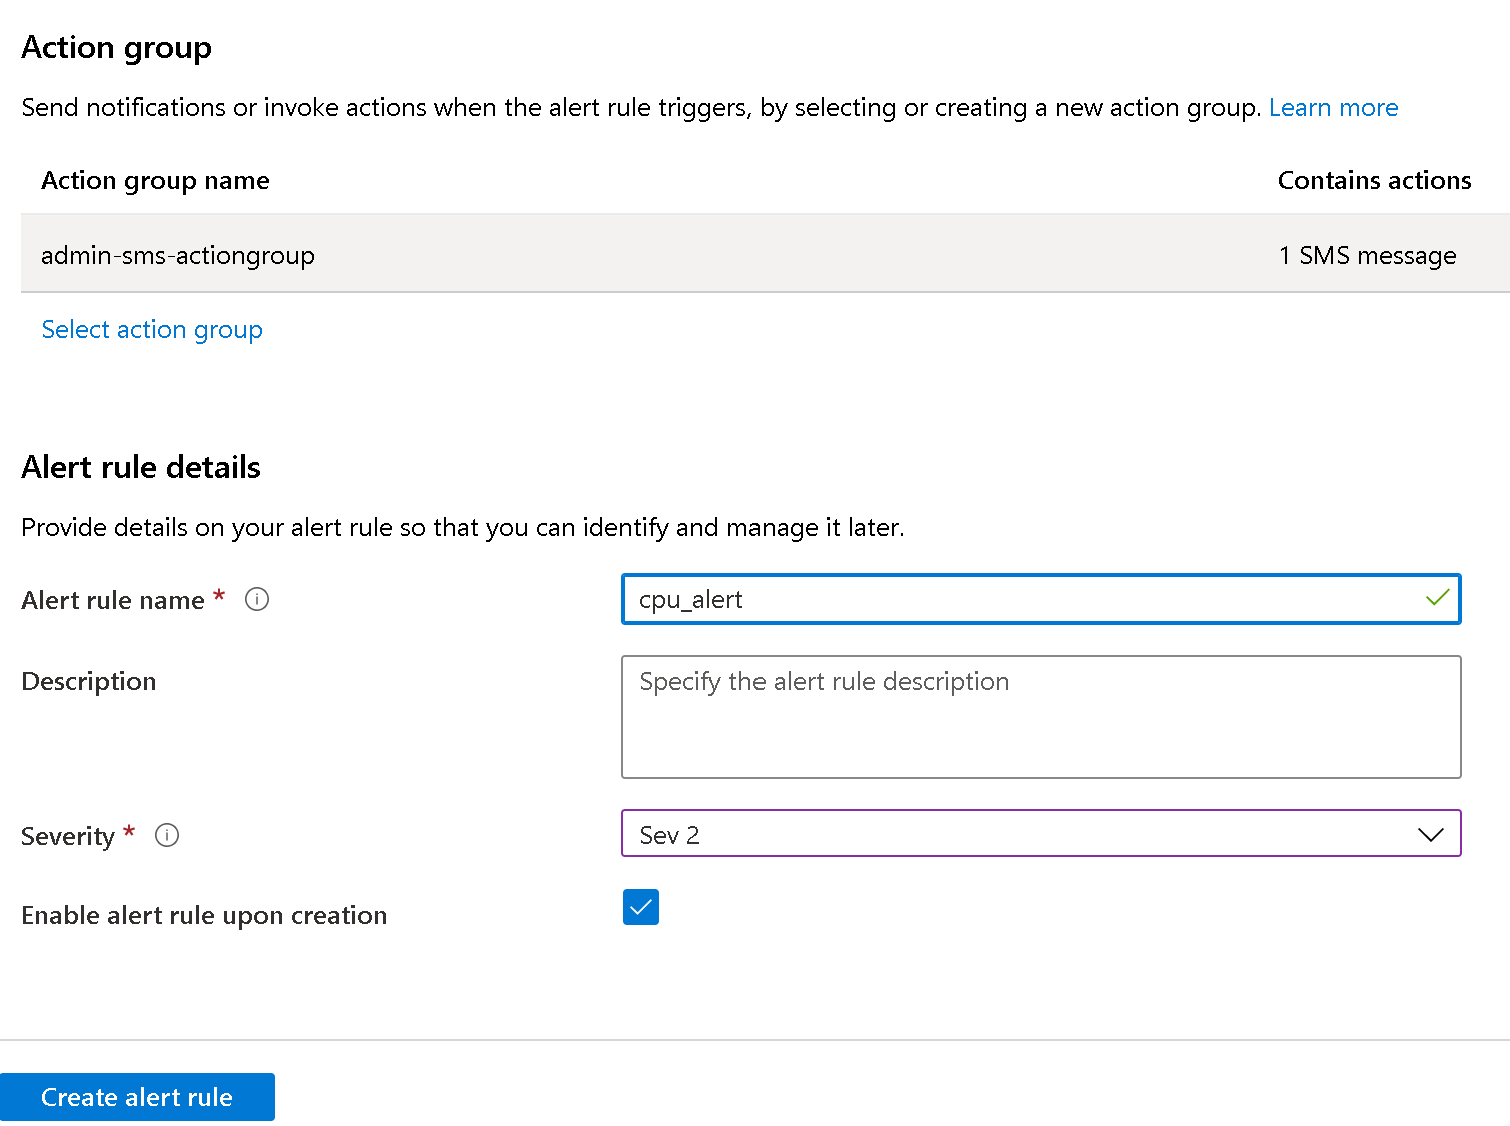 Action group
Send notifications or invoke actions when the alert rule triggers, by selecting or creating a new action group. Learn more
Action group name Contains actions
admin-sms-actiongroup 1 SMS message
Select action group
Alert rule details
Provide details on your alert rule so that you can identify and manage it later.
Alert rule name * cpu_alert
Description Specify the alert rule description
Severity * Sev 2
Enable alert rule upon creation
Create alert rule